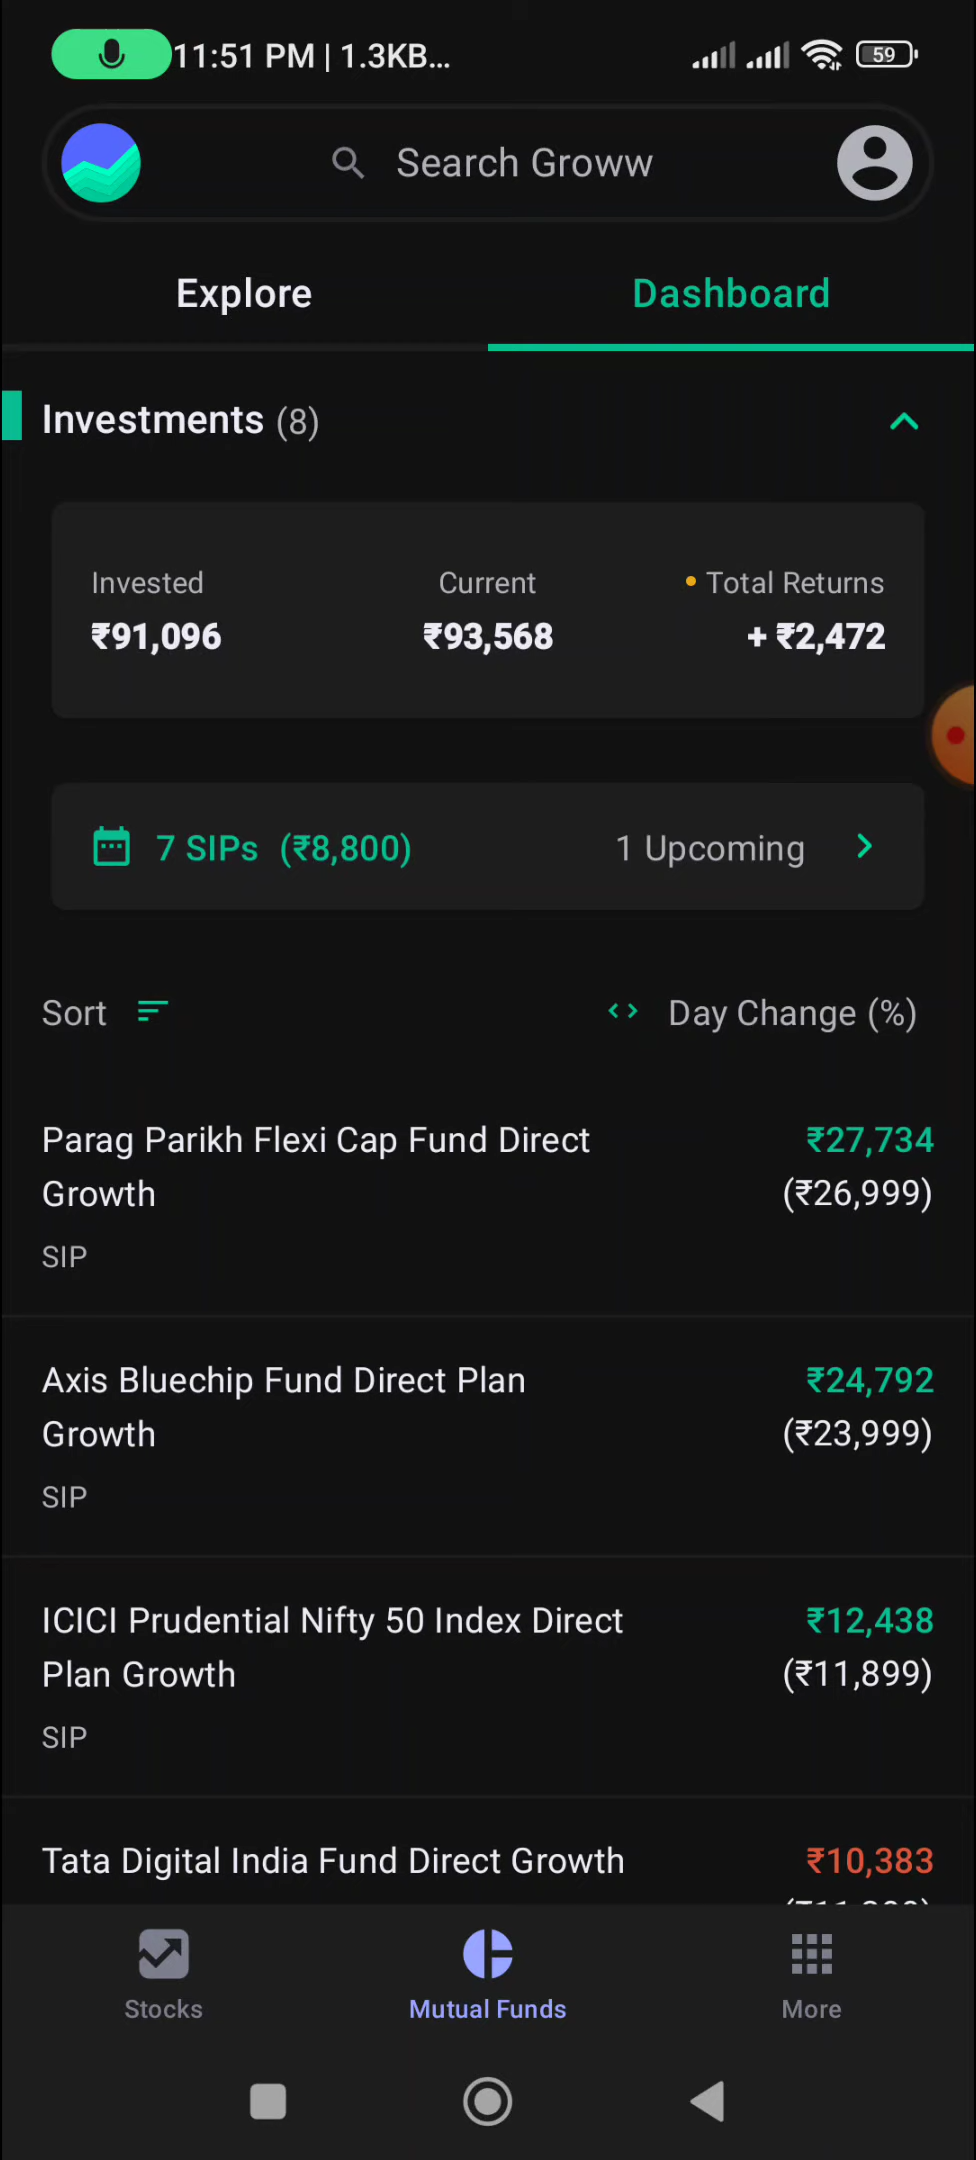 11:51 PM | 1.3KB...
59
Search Groww
Explore
Dashboard
Investments (8)
Invested
Current
Total Returns
₹91,096
₹93,568
+ ₹2,472
7 SIPs (₹8,800)
1 Upcoming
Sort
Day Change (%)
Parag Parikh Flexi Cap Fund Direct
₹27,734
Growth
(₹26,999)
SIP
Axis Bluechip Fund Direct Plan
₹24,792
Growth
(₹23,999)
SIP
ICICI Prudential Nifty 50 Index Direct
₹12,438
Plan Growth
(₹11,899)
SIP
Tata Digital India Fund Direct Growth
₹10,383
Stocks
Mutual Funds
More